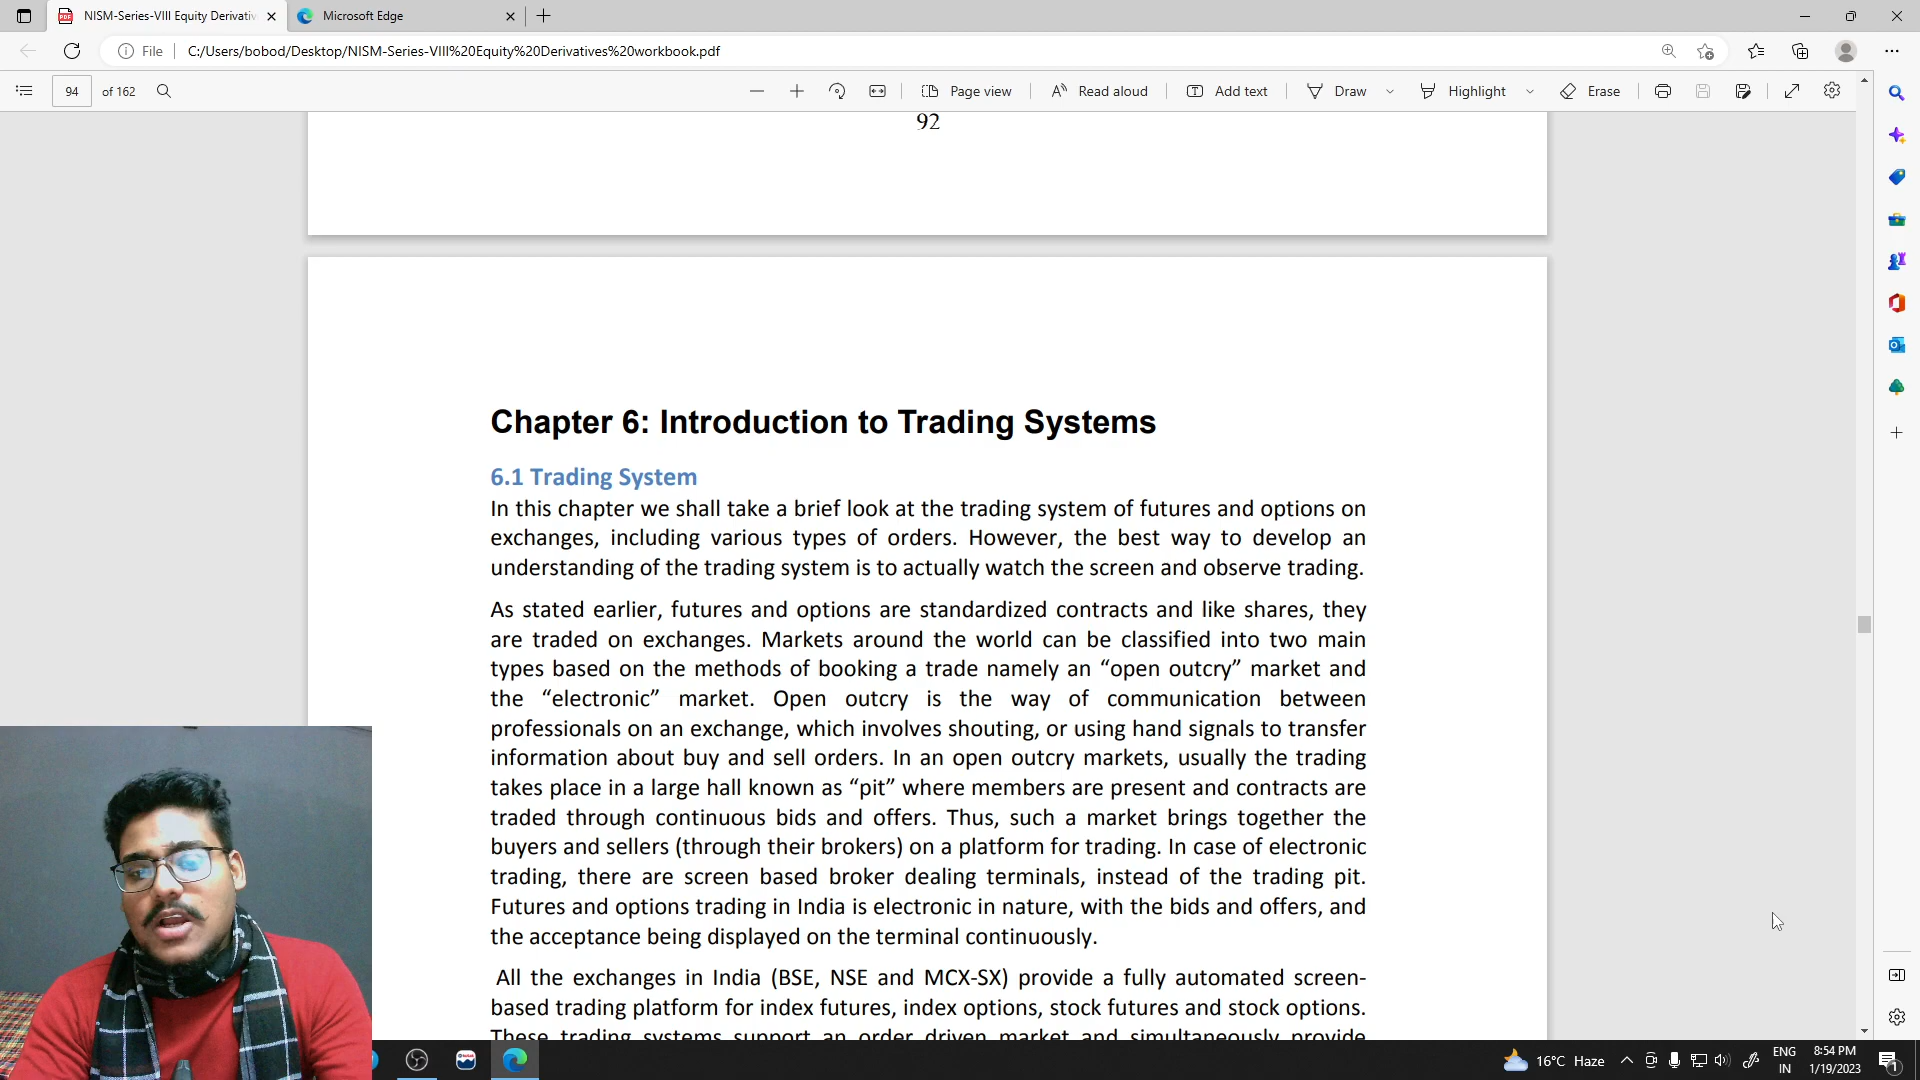 NISM-Series-VIII Equity Derivativ
Microsoft Edge
File
C:/Users/bobod/Desktop/NISM-Series-VIII%20Equity%20Derivatives%20workbook.pdf
94
of 162
Page view
Read aloud
Add text
Draw
Highlight
Erase
92
Chapter 6: Introduction to Trading Systems
6.1 Trading System
In this chapter we shall take a brief look at the trading system of futures and options on
exchanges, including various types of orders. However, the best way to develop an
understanding of the trading system is to actually watch the screen and observe trading.
As stated earlier, futures and options are standardized contracts and like shares, they
are traded on exchanges. Markets around the world can be classified into two main
types based on the methods of booking a trade namely an “open outcry” market and
the “electronic” market. Open outcry is the way of communication between
professionals on an exchange, which involves shouting, or using hand signals to transfer
information about buy and sell orders. In an open outcry markets, usually the trading
takes place in a large hall known as “pit” where members are present and contracts are
traded through continuous bids and offers. Thus, such a market brings together the
buyers and sellers (through their brokers) on a platform for trading. In case of electronic
trading, there are screen based broker dealing terminals, instead of the trading pit.
Futures and options trading in India is electronic in nature, with the bids and offers, and
the acceptance being displayed on the terminal continuously.
All the exchanges in India (BSE, NSE and MCX-SX) provide a fully automated screen-
based trading platform for index futures, index options, stock futures and stock options.
These trading systems support an order driven market and simultaneously provide
16°C Haze
ENG
IN
8:54 PM
1/19/2023
1